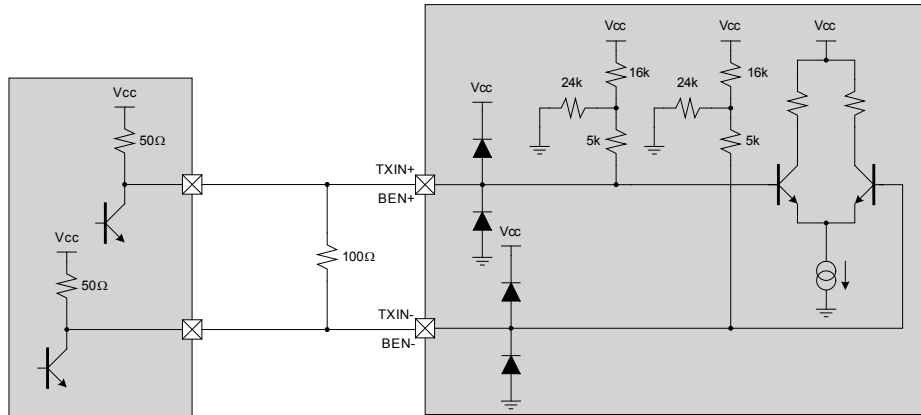 Vcc
Vcc
Vcc
16k
16k
24k
24k
Vcc
5k
5k
Vcc
50Ω
TXIN+
BEN+
Vcc
Vcc
50Ω
100Ω
TXIN-
BEN-